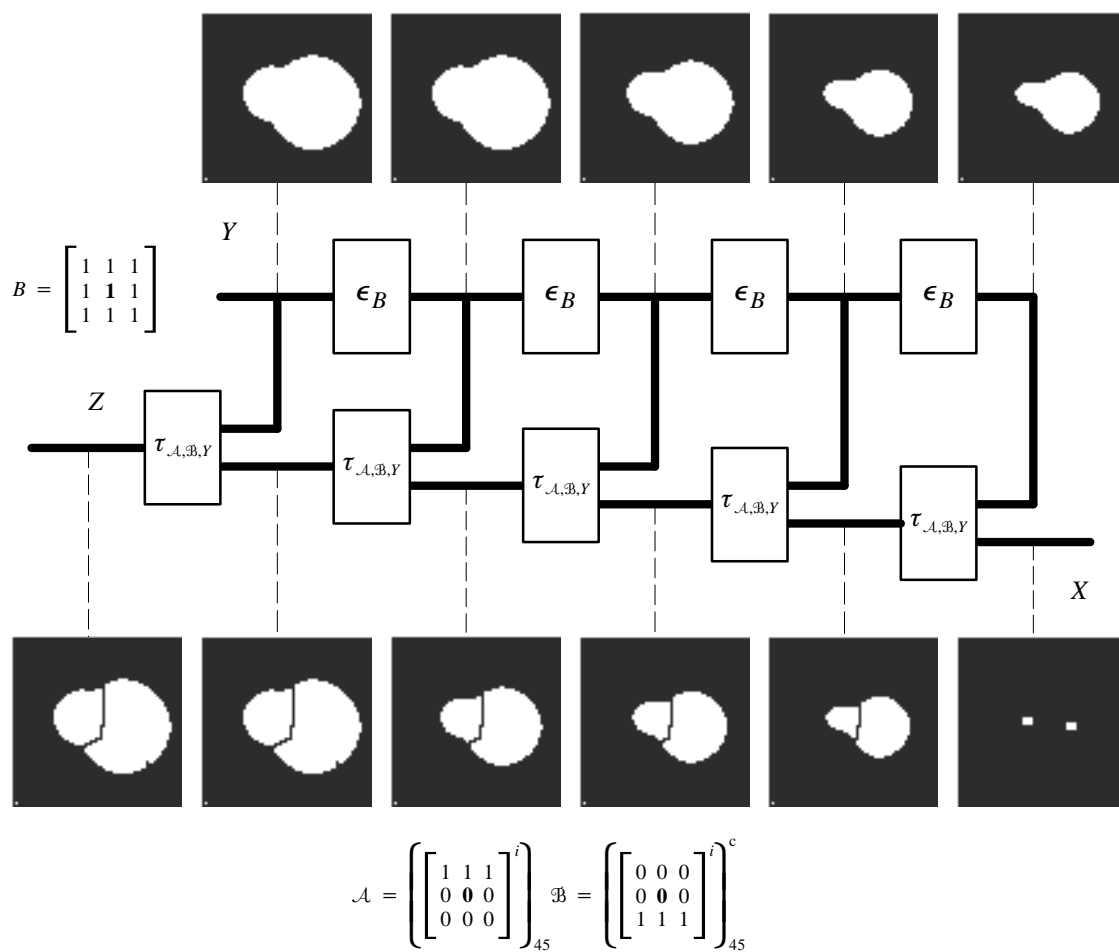 Y
B = [ 1 1 1
1 1 1
1 1 1 ]
ϵ_B ϵ_B ϵ_B ϵ_B
Z
τ_{𝒜,ℬ,Y} τ_{𝒜,ℬ,Y} τ_{𝒜,ℬ,Y} τ_{𝒜,ℬ,Y} τ_{𝒜,ℬ,Y}
X
𝒜 = ( [ 1 1 1
0 0 0
0 0 0 ]^i )_45
ℬ = ( [ 0 0 0
0 0 0
1 1 1 ]^i )^c_45